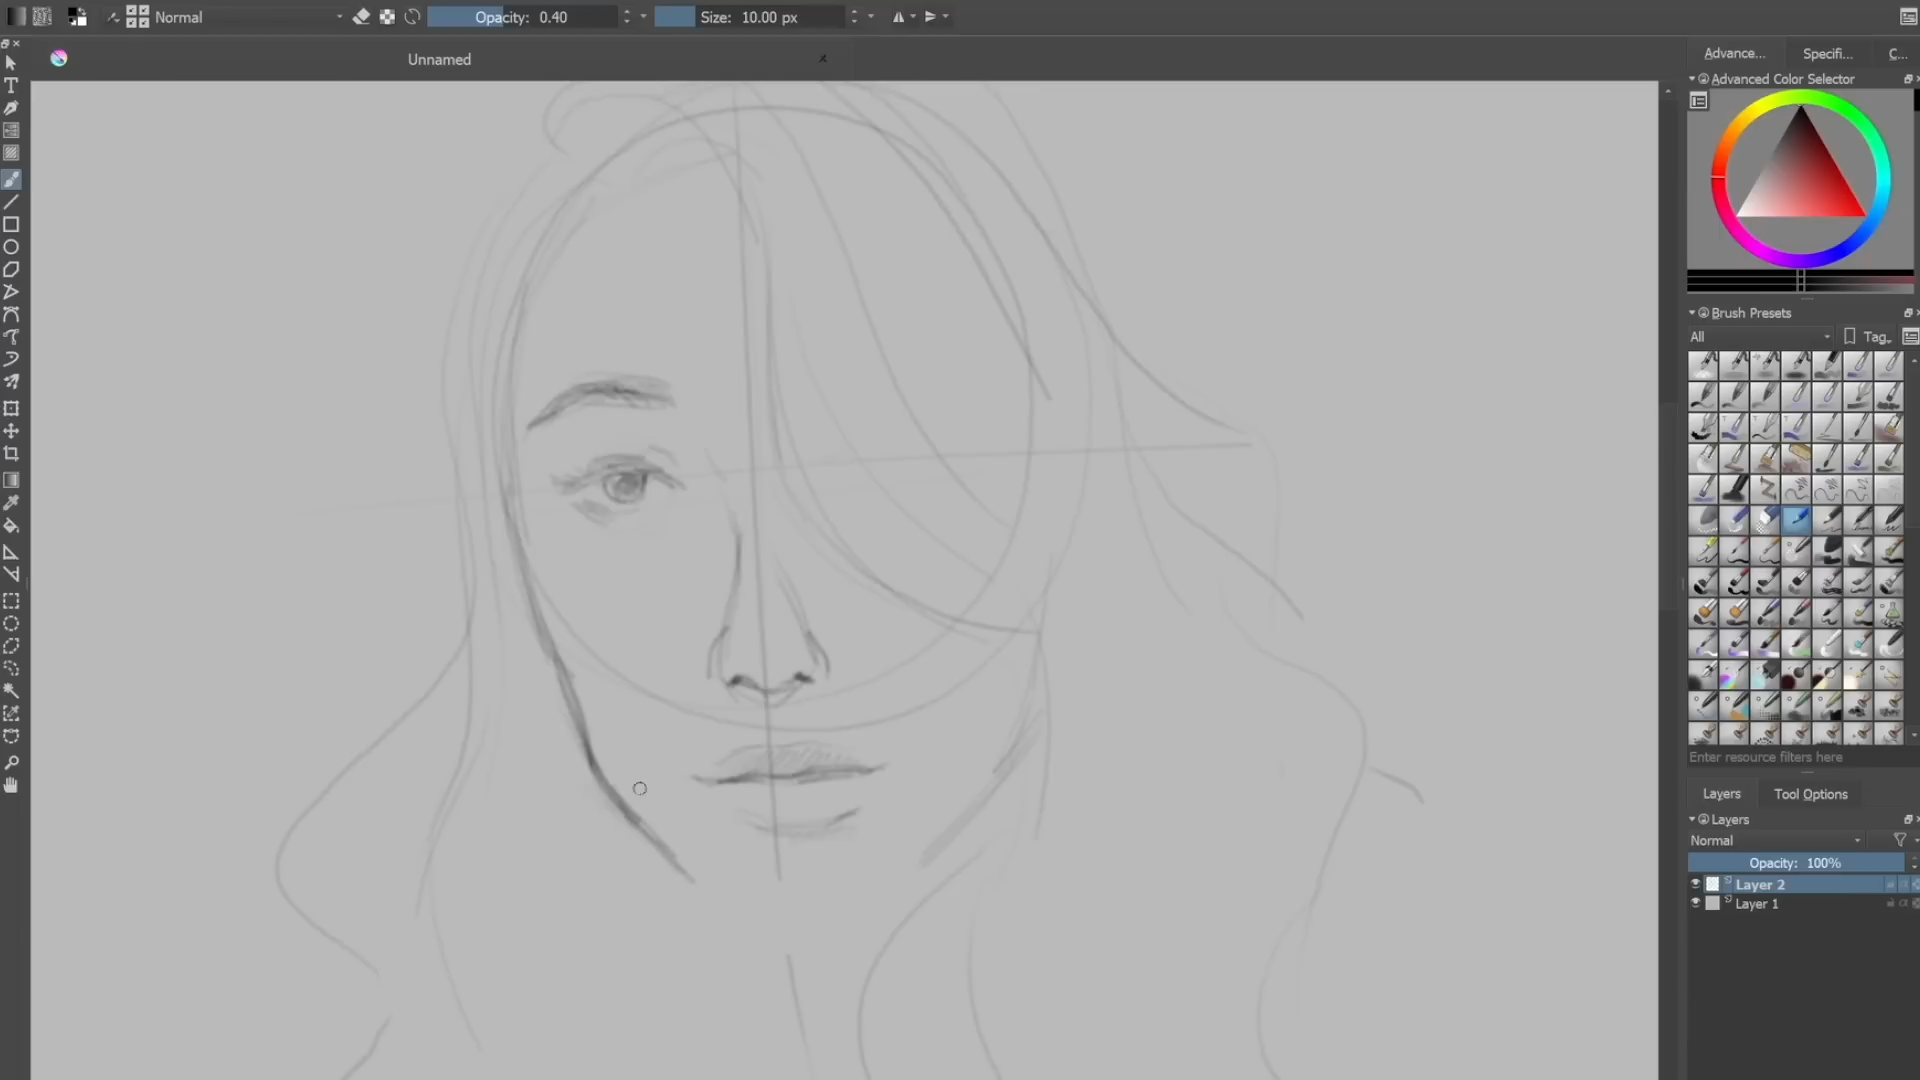 Normal
Opacity: 0.40
Size: 10.00 px
Unnamed
Advance...
Specifi...
C...
Advanced Color Selector
Brush Presets
All
Tag
Enter resource filters here
Layers
Tool Options
Layers
Normal
Opacity: 100%
Layer 2
Layer 1